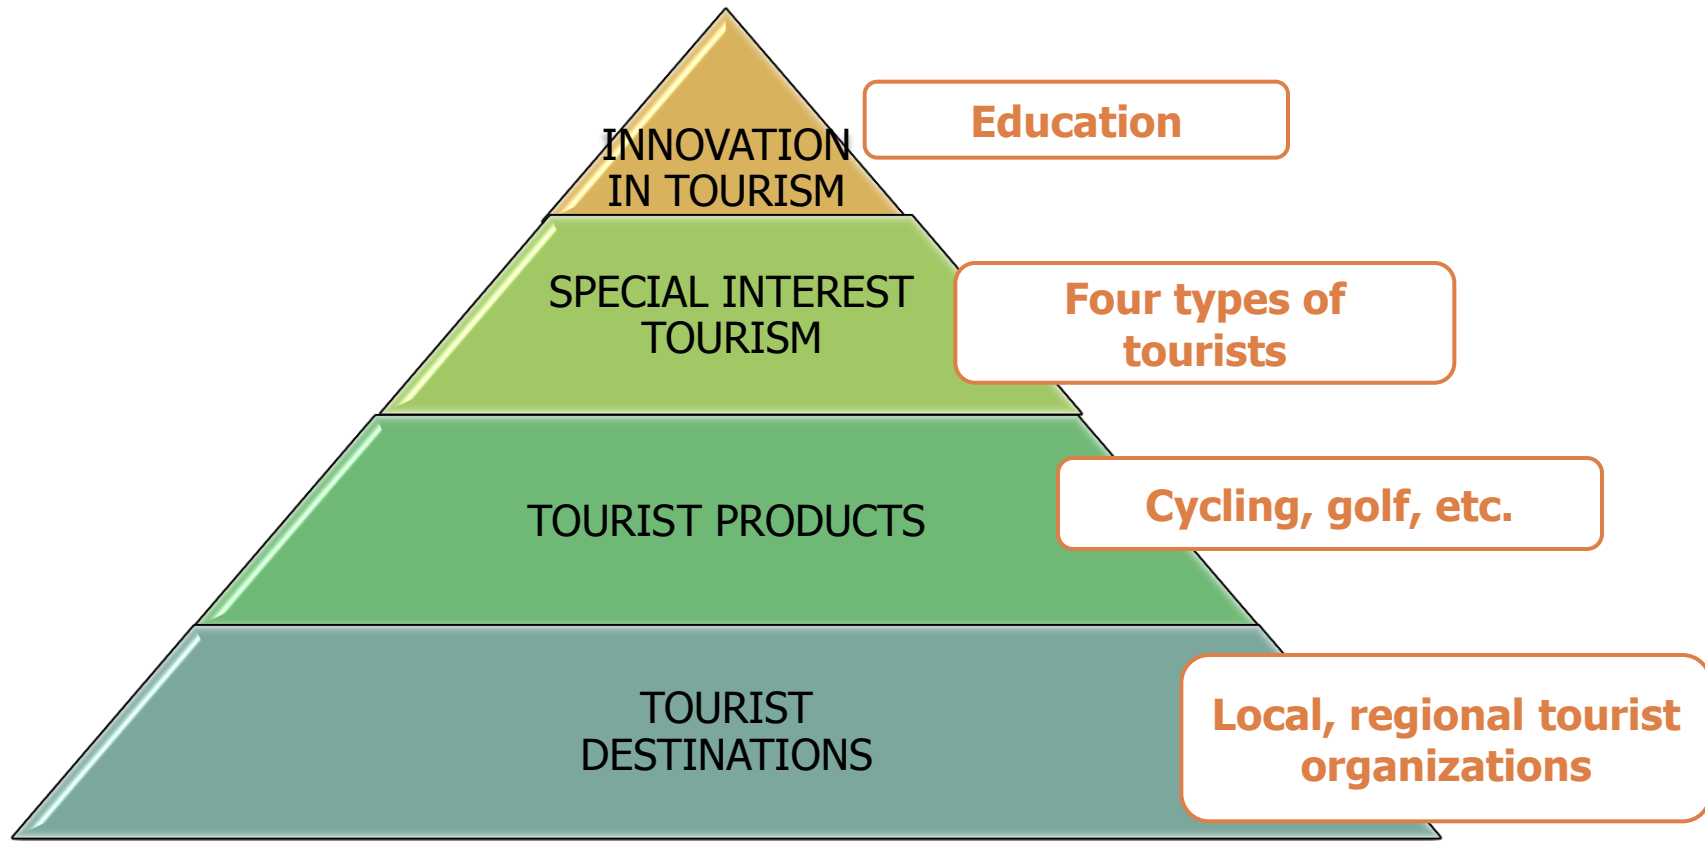 INNOVATION
IN TOURISM
Education
SPECIAL INTEREST
TOURISM
Four types of
tourists
TOURIST PRODUCTS
Cycling, golf, etc.
TOURIST
DESTINATIONS
Local, regional tourist
organizations